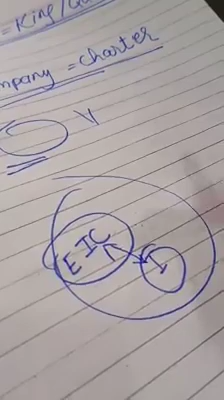 = King/
mpany = charter
EIC
I